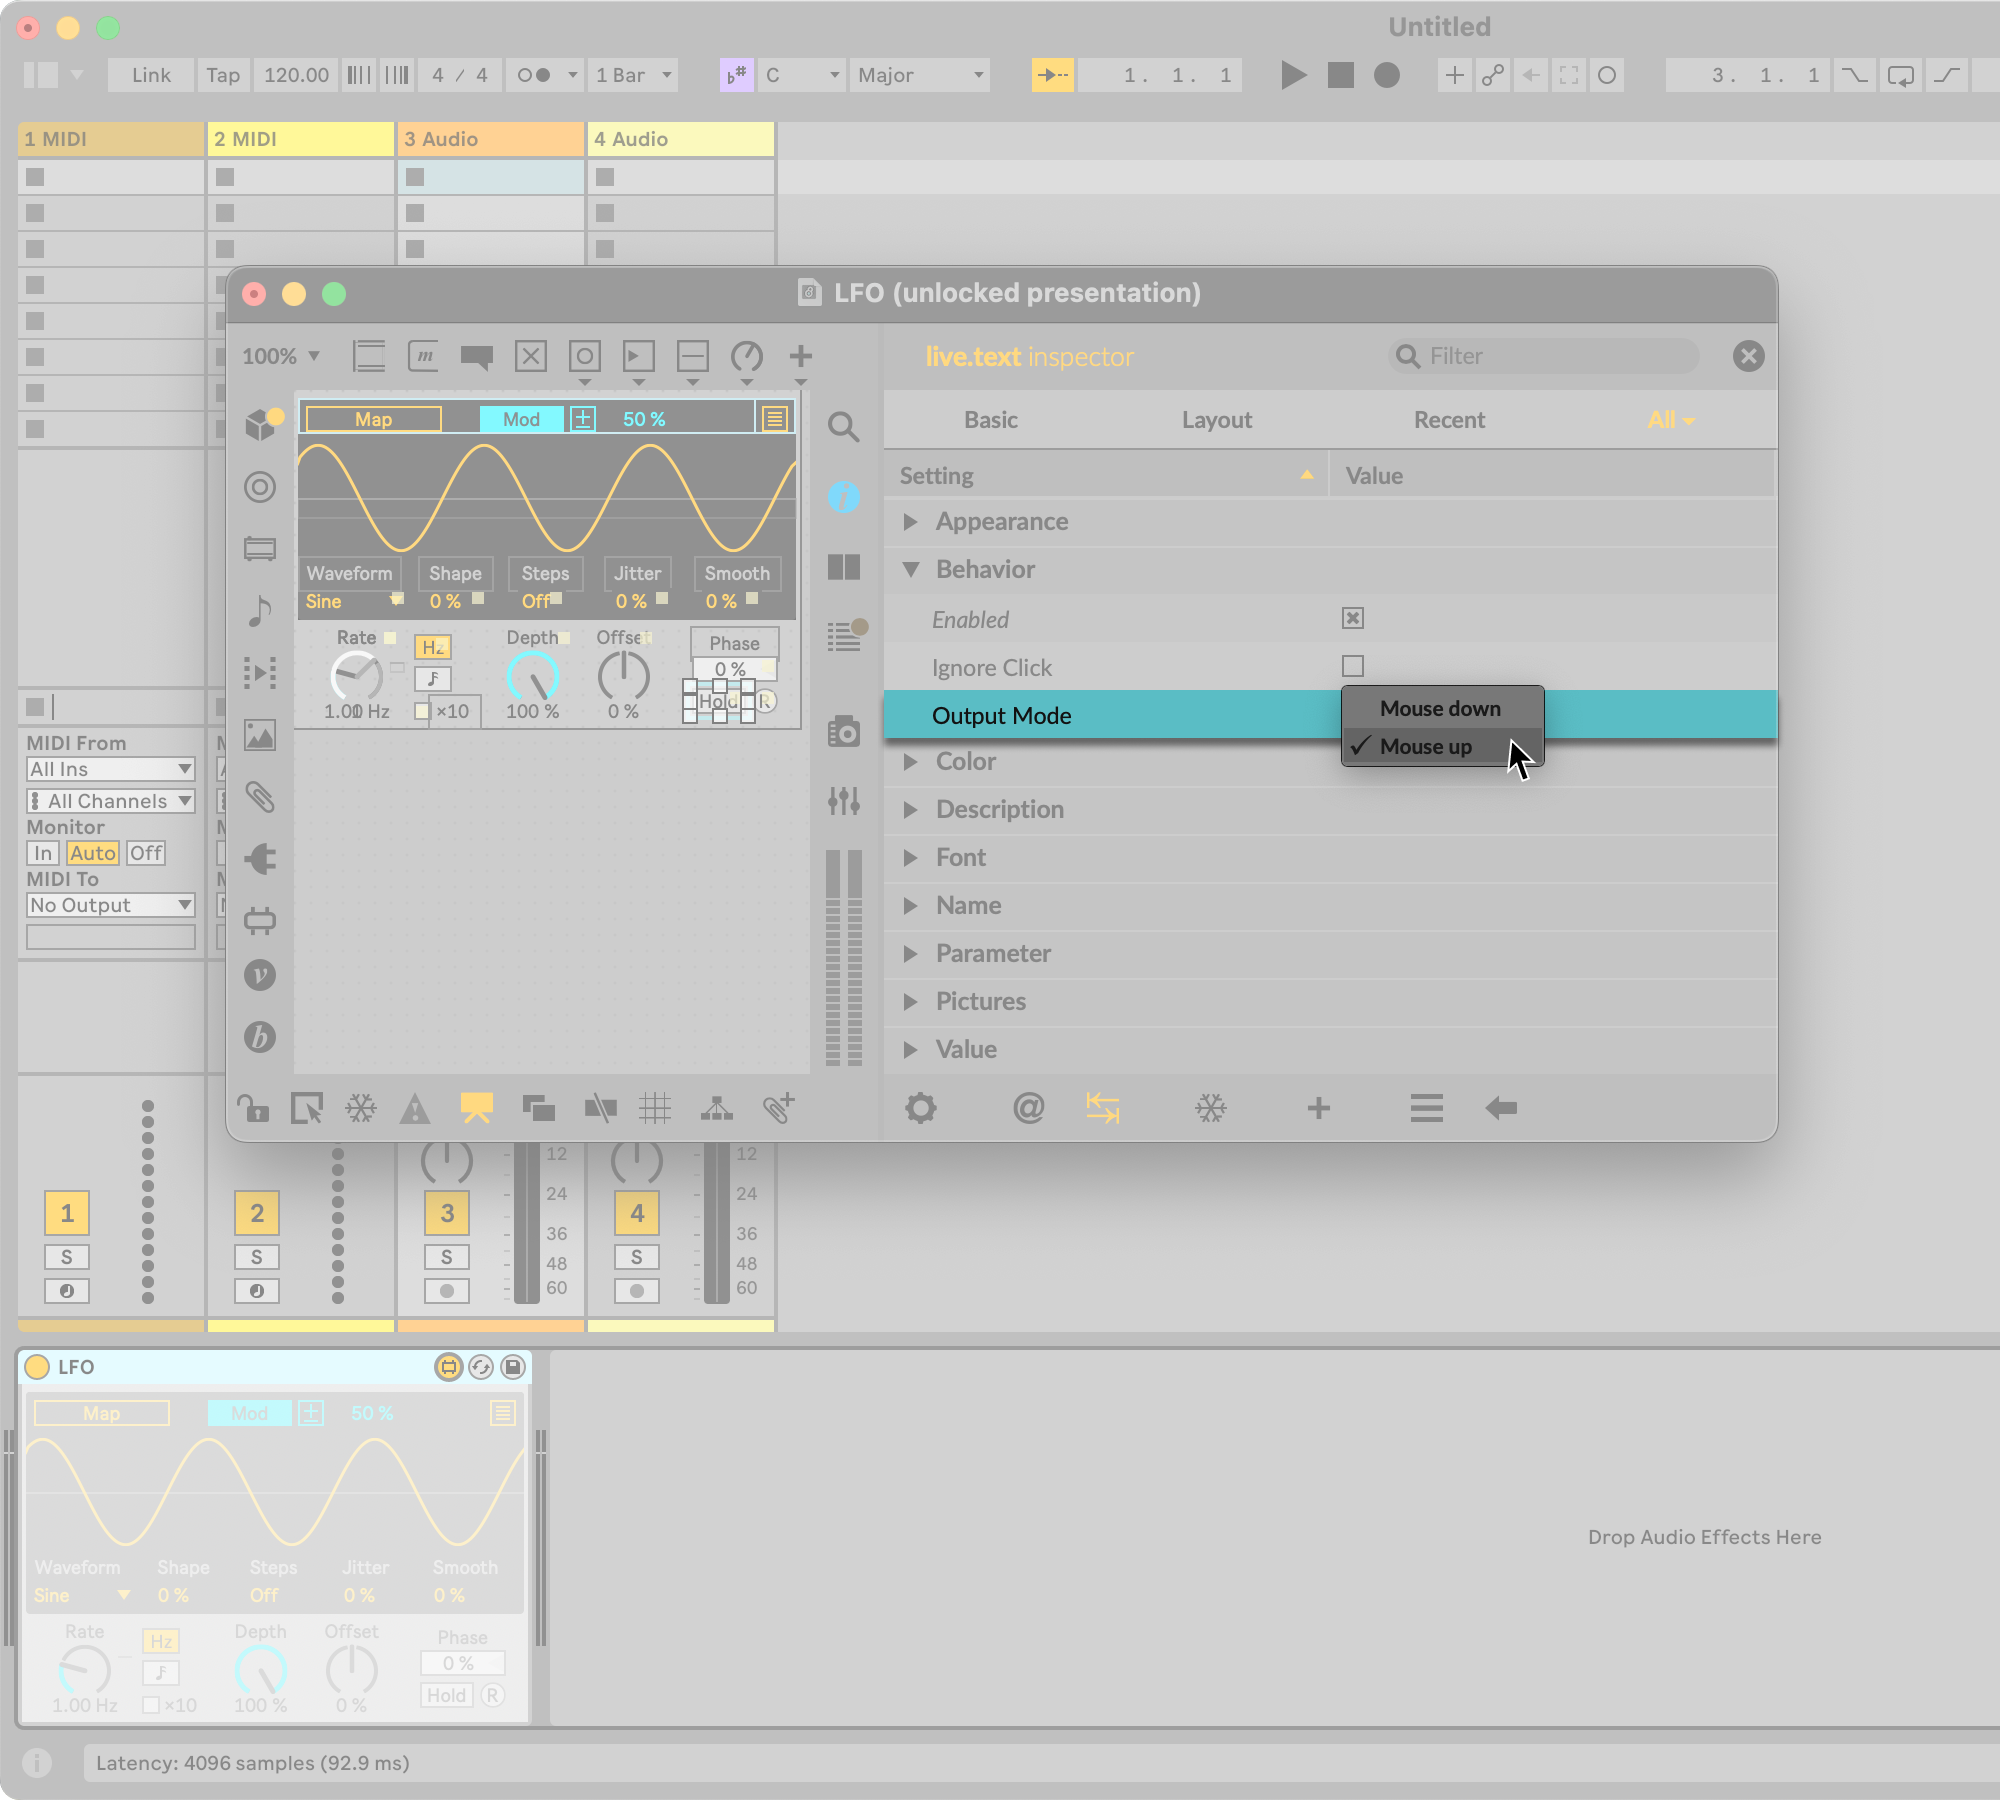 Untitled
Link Tap 120.00 4 / 4 1 Bar C Major 1. 1. 1 3. 1. 1
1 MIDI 2 MIDI 3 Audio 4 Audio
LFO (unlocked presentation)
100%
live.text inspector Filter
Map Mod ± 50 %
Basic Layout Recent All
Setting Value
Appearance
Behavior
Waveform Shape Steps Jitter Smooth
Sine 0 % Off 0 % 0 %
Enabled
Rate Hz Depth Offset Phase
0 %
Ignore Click
Hold R
1.00 Hz ×10 100 % 0 %
Output Mode
Mouse down
Mouse up
Color
Description
Font
Name
Parameter
Pictures
Value
MIDI From
All Ins
All Channels
Monitor
In Auto Off
MIDI To
No Output
12 12
24 24
36 36
48 48
60 60
1 2 3 4
S S S S
LFO
Map Mod ± 50 %
Waveform Shape Steps Jitter Smooth
Sine 0 % Off 0 % 0 %
Rate Hz Depth Offset Phase
0 %
1.00 Hz ×10 100 % 0 % Hold R
Drop Audio Effects Here
Latency: 4096 samples (92.9 ms)